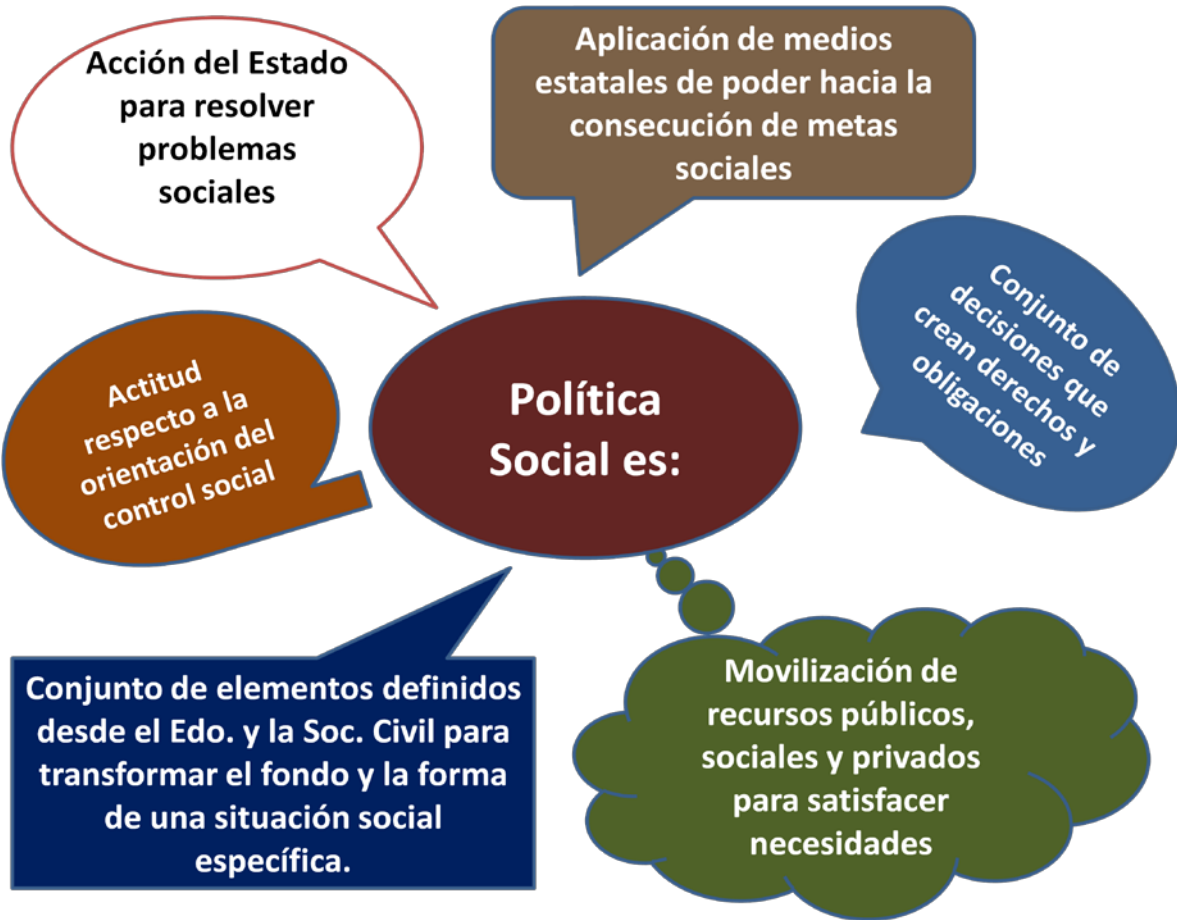 Acción del Estado
para resolver
problemas
sociales
Aplicación de medios
estatales de poder hacia la
consecución de metas
sociales
Conjunto de
decisiones que
crean derechos y
obligaciones
Política
Social es:
Actitud
respecto a la
orientación del
control social
Conjunto de elementos definidos
desde el Edo. y la Soc. Civil para
transformar el fondo y la forma
de una situación social
específica.
Movilización de
recursos públicos,
sociales y privados
para satisfacer
necesidades